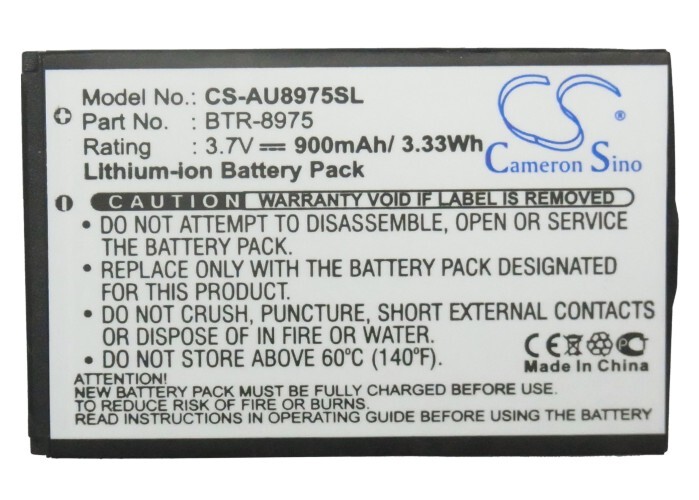 Model No.: CS-AU8975SL
Part No.: BTR-8975
Rating : 3.7V 900mAh/ 3.33Wh
Lithium-ion Battery Pack
CS
Cameron Sino
CAUTION WARRANTY VOID IF LABEL IS REMOVED
• DO NOT ATTEMPT TO DISASSEMBLE, OPEN OR SERVICE
THE BATTERY PACK.
• REPLACE ONLY WITH THE BATTERY PACK DESIGNATED
FOR THIS PRODUCT.
• DO NOT CRUSH, PUNCTURE, SHORT EXTERNAL CONTACTS
OR DISPOSE OF IN FIRE OR WATER.
• DO NOT STORE ABOVE 60°C (140°F).
CE
Made In China
ATTENTION!
NEW BATTERY PACK MUST BE FULLY CHARGED BEFORE USE
TO REDUCE RISK OF FIRE OR BURNS.
READ INSTRUCTIONS IN OPERATING GUIDE BEFORE USING THE BATTERY